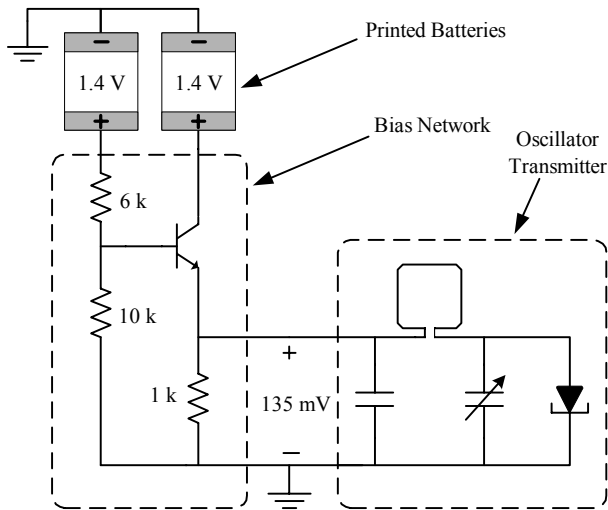 Printed Batteries
− −
1.4 V 1.4 V
+ +
Bias Network
Oscillator
Transmitter
6 k
10 k
+
1 k
135 mV
−